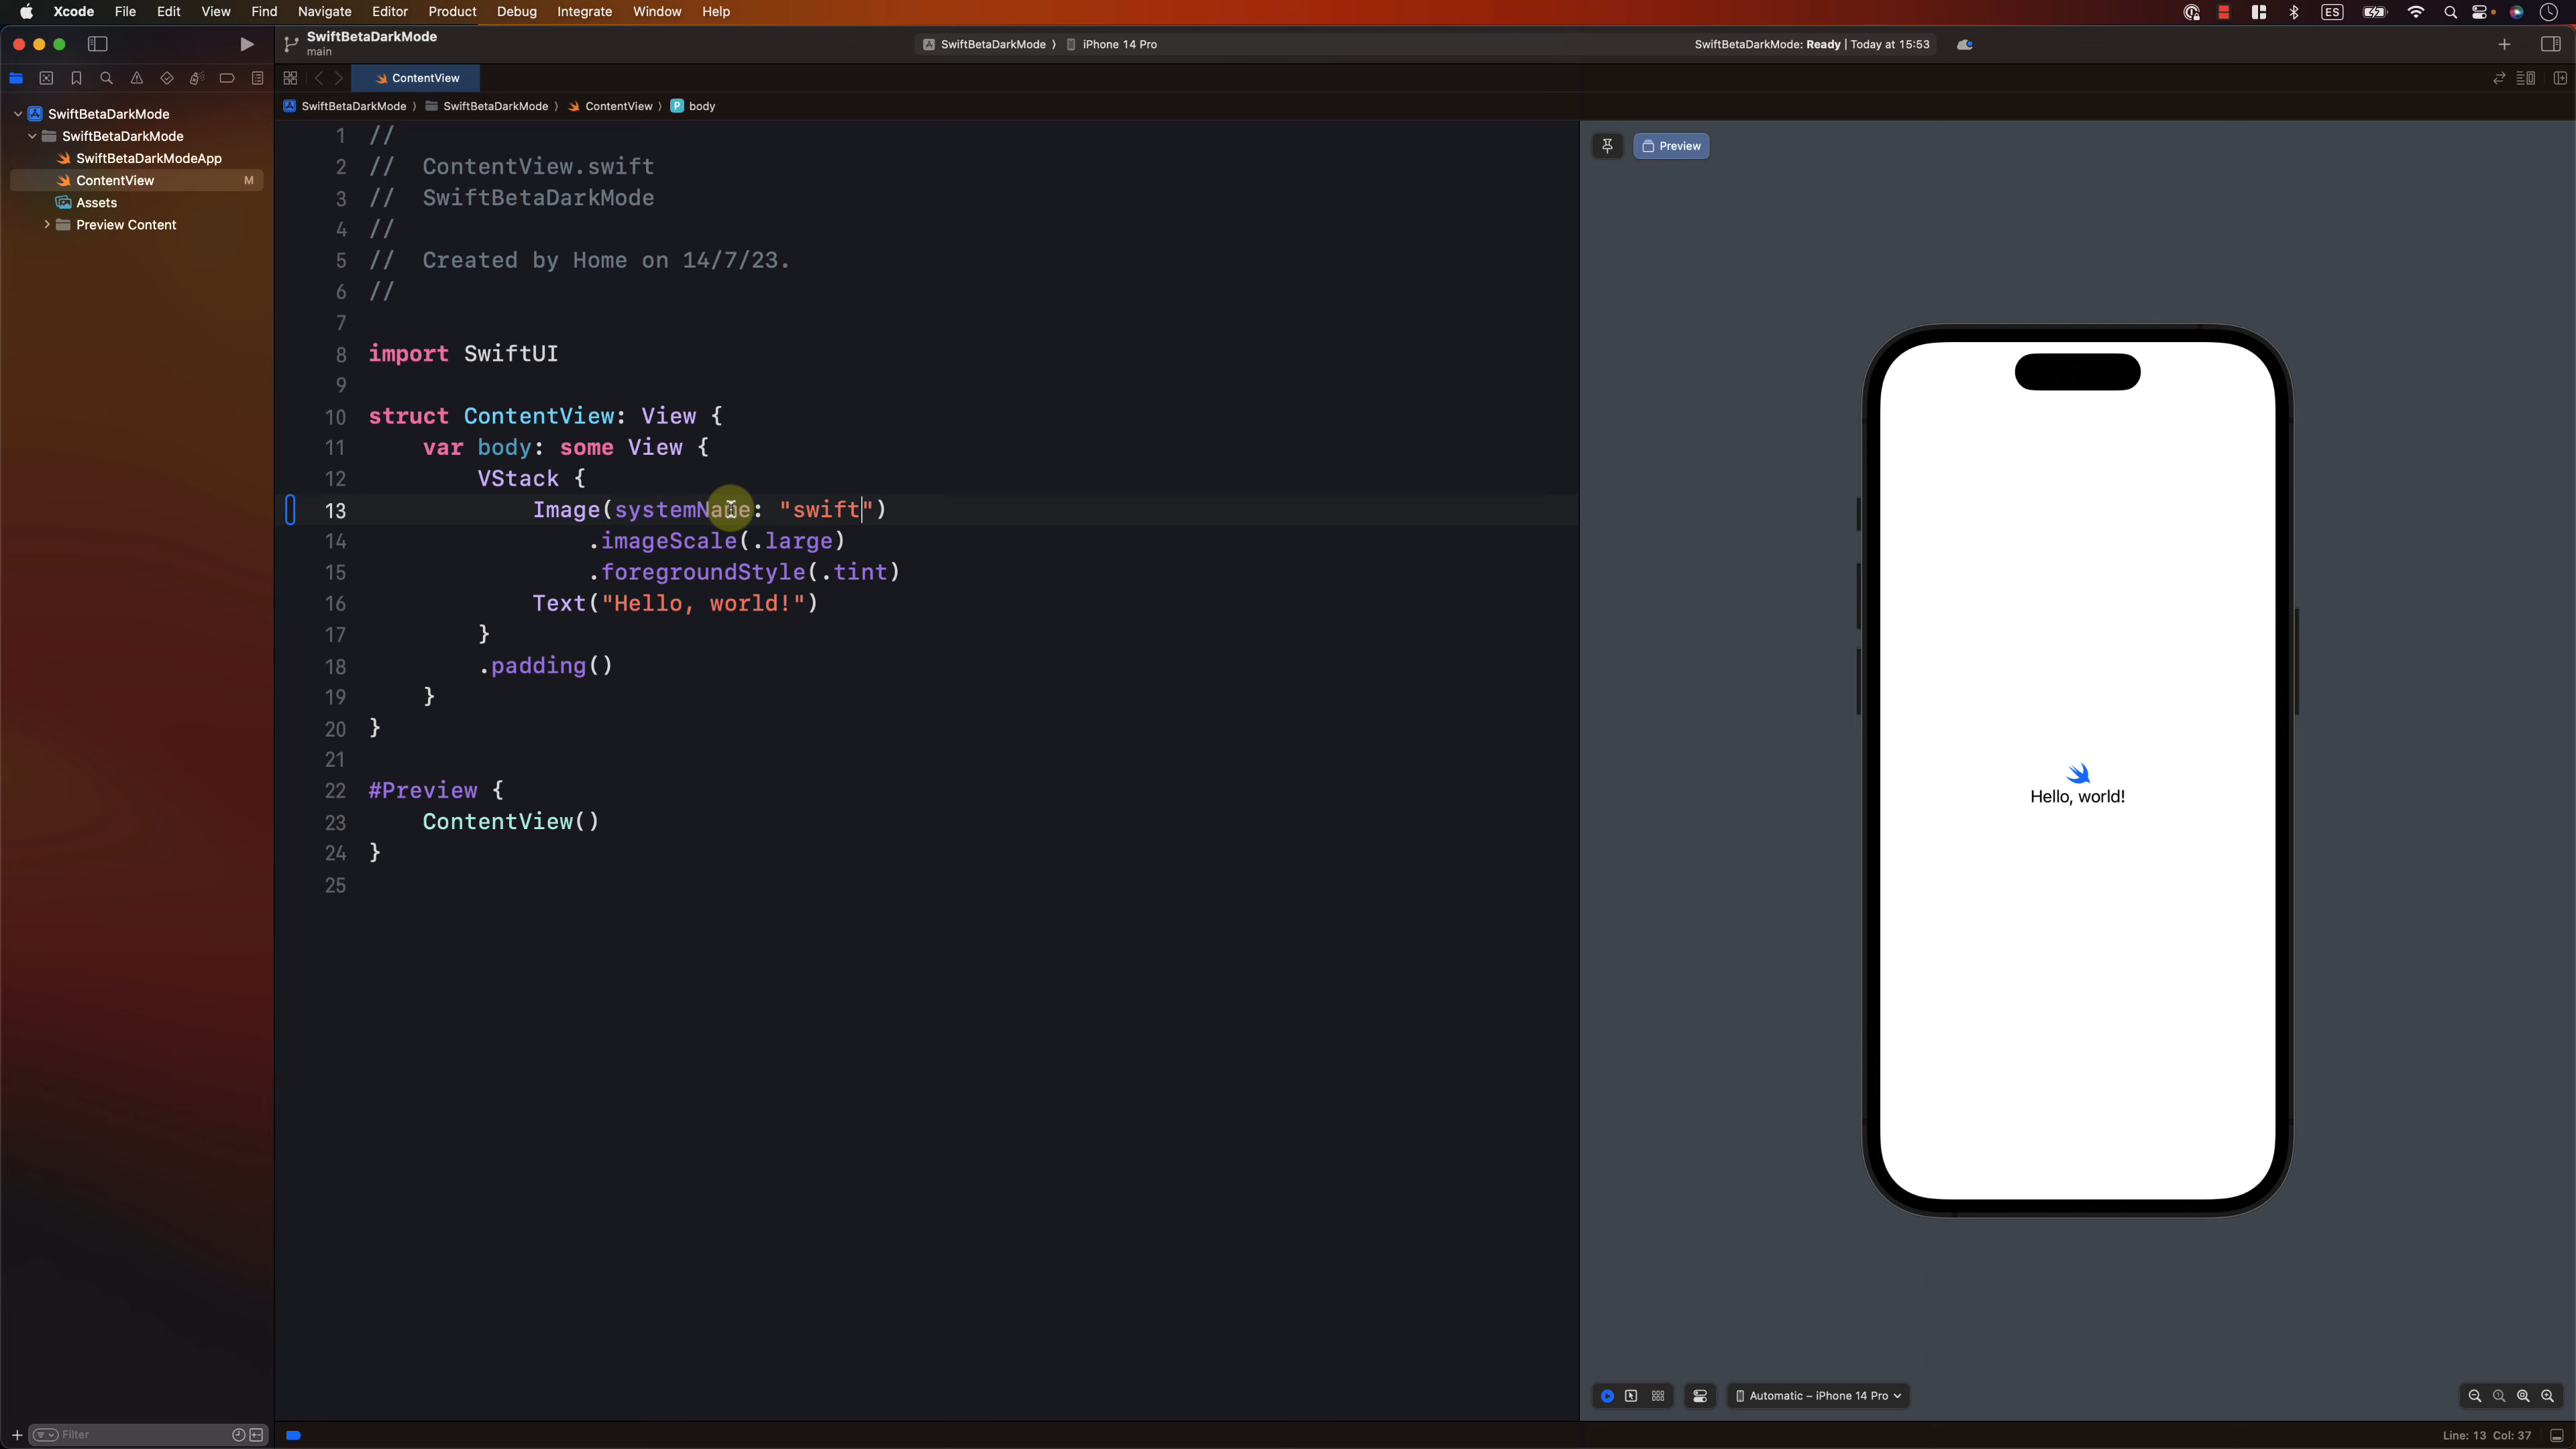 Xcode File Edit View Find Navigate Editor Product Debug Integrate Window Help ES
SwiftBetaDarkMode
main
SwiftBetaDarkMode iPhone 14 Pro
SwiftBetaDarkMode: Ready | Today at 15:53
ContentView
SwiftBetaDarkMode SwiftBetaDarkMode ContentView P body
SwiftBetaDarkMode
SwiftBetaDarkMode
SwiftBetaDarkModeApp
ContentView M
Assets
Preview Content
1 //
2 // ContentView.swift
3 // SwiftBetaDarkMode
4 //
5 // Created by Home on 14/7/23.
6 //
7
8 import SwiftUI
9
10 struct ContentView: View {
11 var body: some View {
12 VStack {
13 Image(systemName: "swift")
14 .imageScale(.large)
15 .foregroundStyle(.tint)
16 Text("Hello, world!")
17 }
18 .padding()
19 }
20 }
21
22 #Preview {
23 ContentView()
24 }
25
Preview
Hello, world!
Automatic – iPhone 14 Pro
Filter
Line: 13 Col: 37